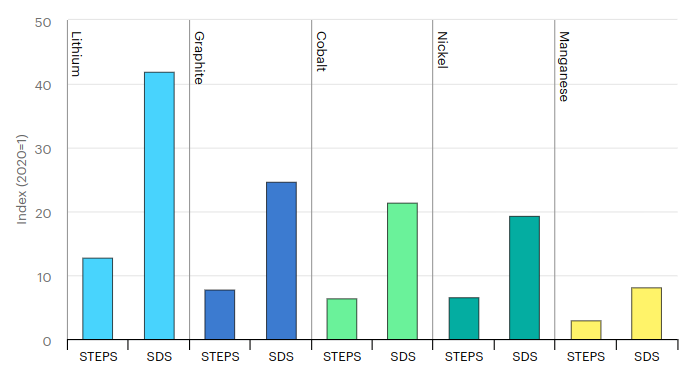 50
40
30
20
10
0
Index (2020=1)
Lithium
Graphite
Cobalt
Nickel
Manganese
STEPS SDS STEPS SDS STEPS SDS STEPS SDS STEPS SDS